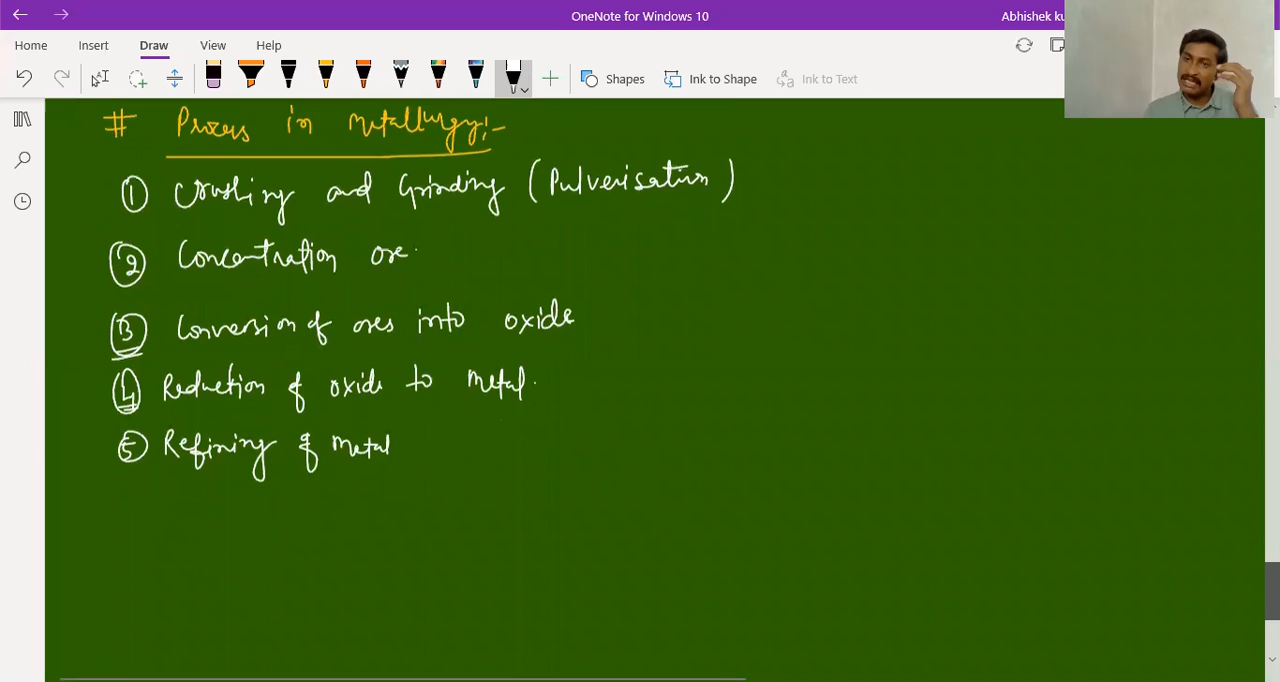 OneNote for Windows 10
Abhishek ku
Home Insert Draw View Help
Shapes Ink to Shape Ink to Text
# Process in Metallurgy:-
① Crushing and Grinding (Pulverisation)
② Concentration ore
③ Conversion of ores into oxide
④ Reduction of oxide to metal.
⑤ Refining of metal